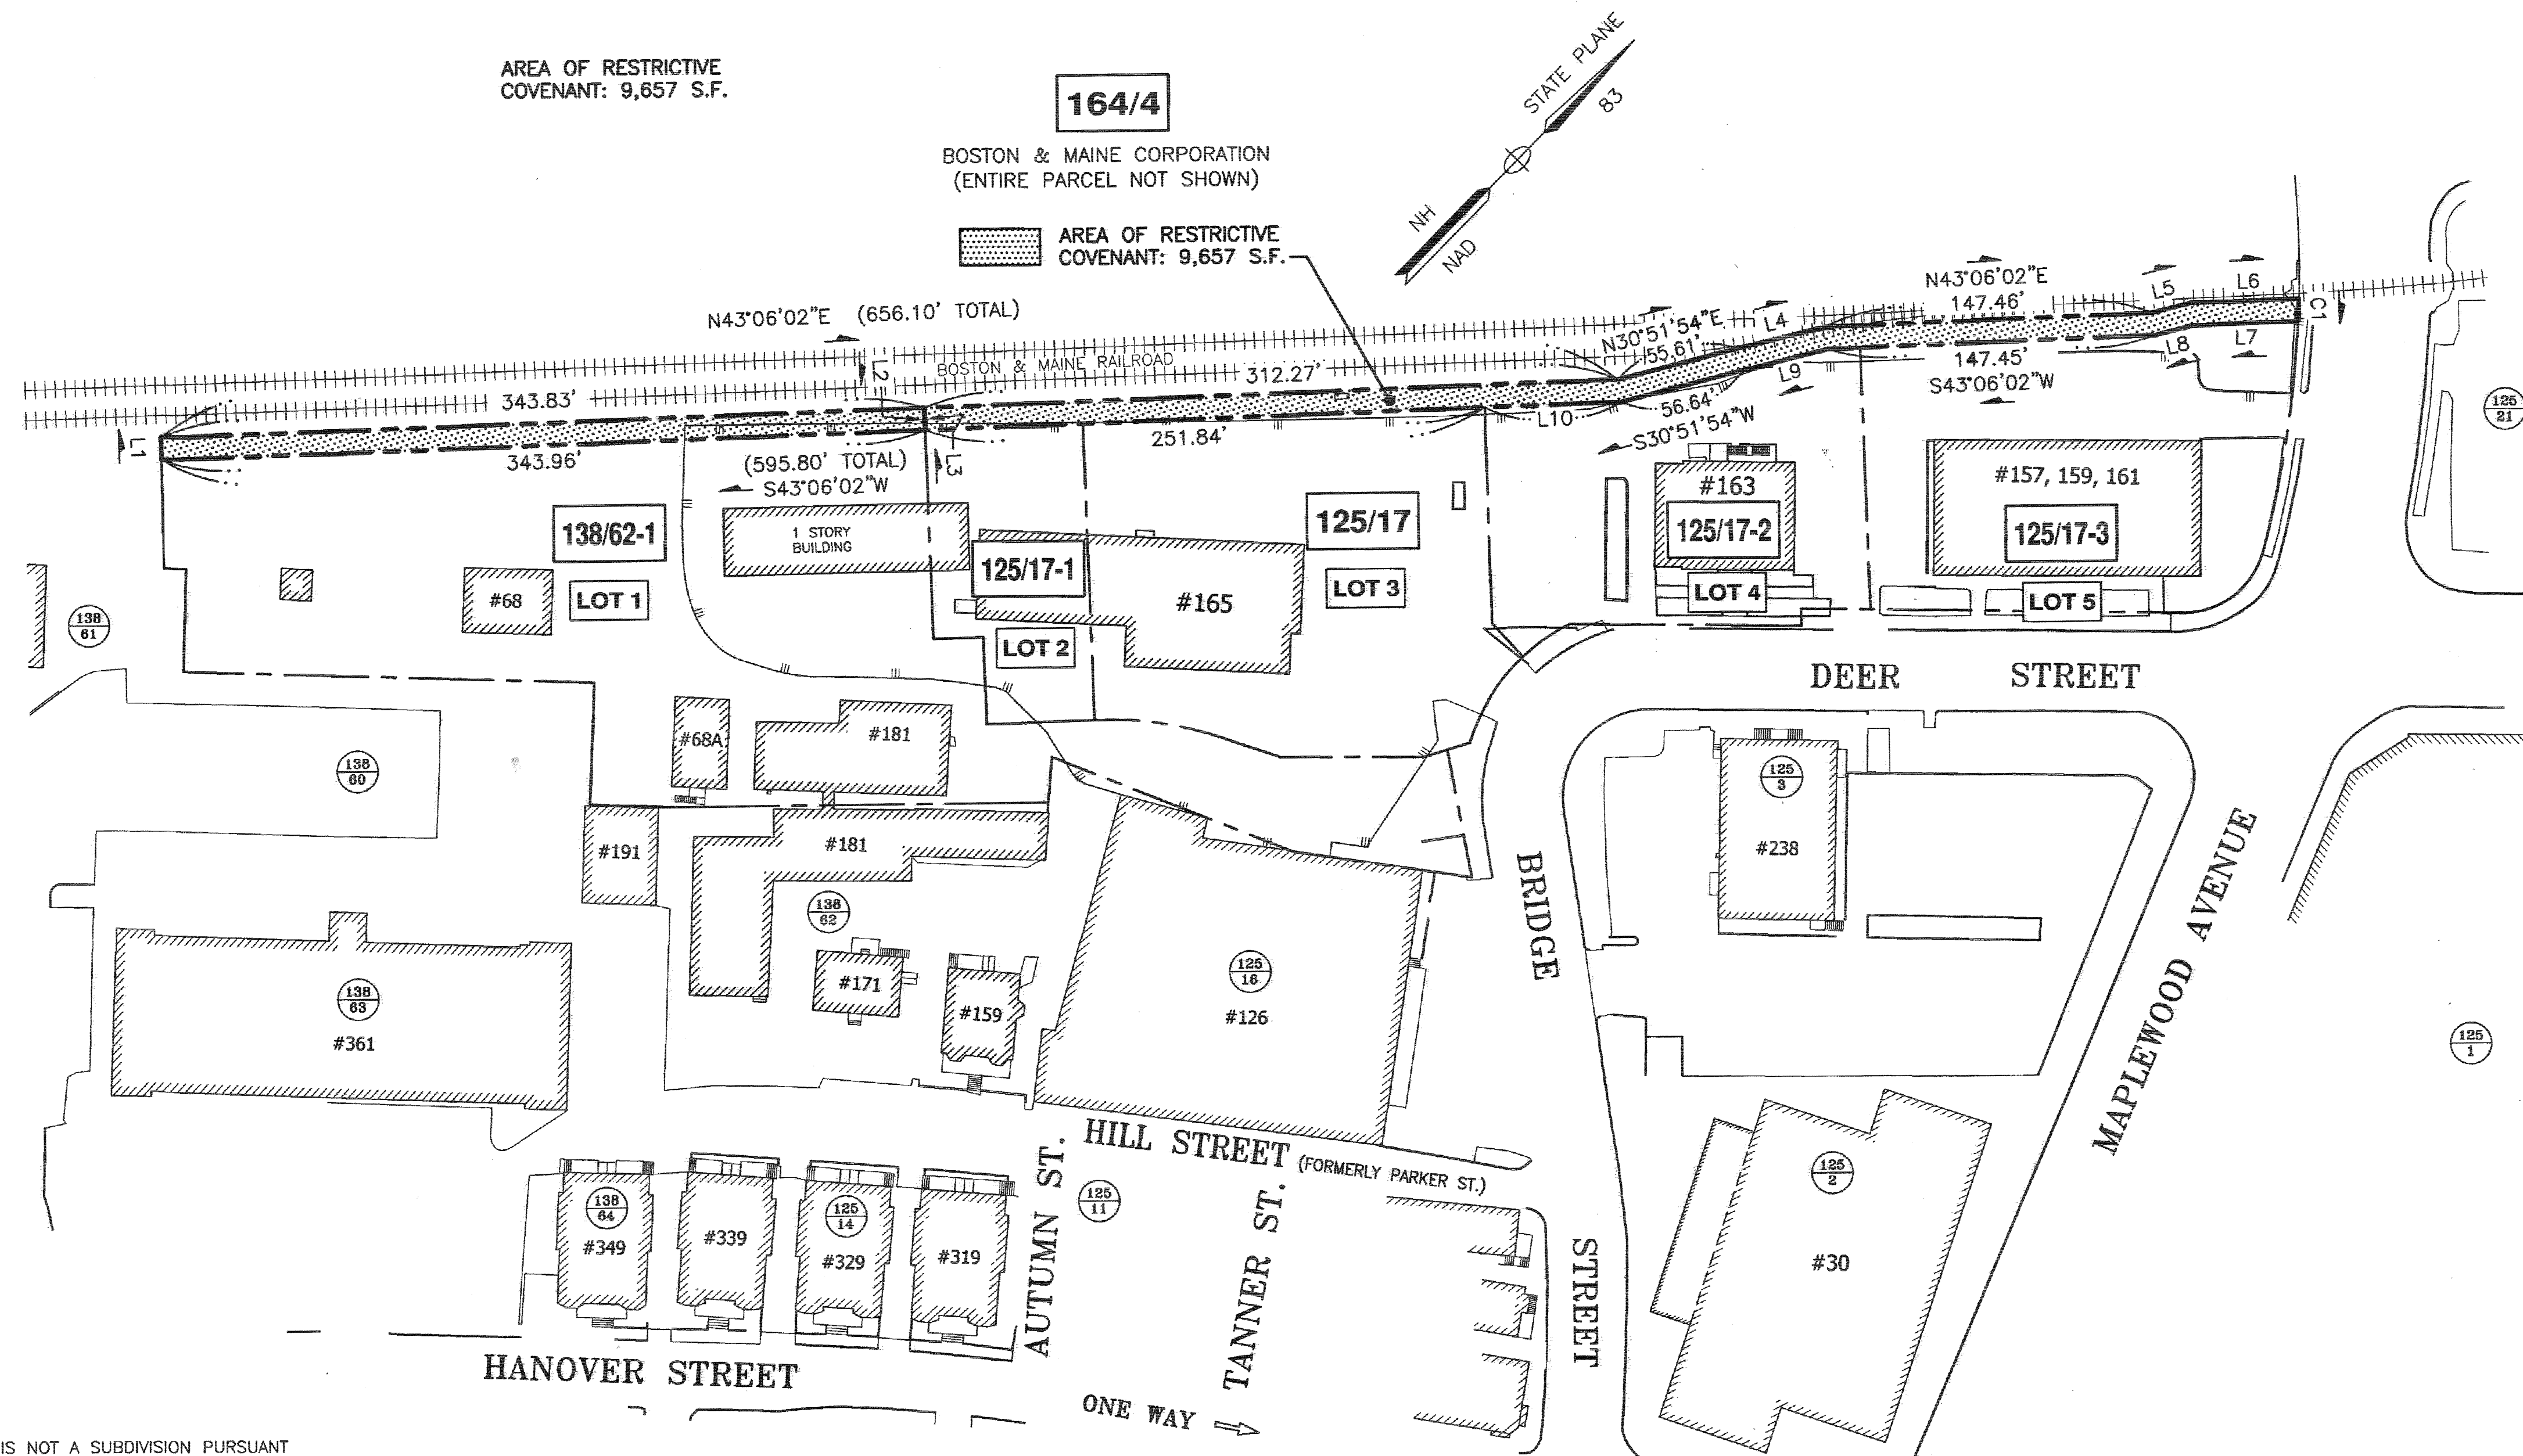 AREA OF RESTRICTIVE
COVENANT: 9,657 S.F.
164/4
BOSTON & MAINE CORPORATION
(ENTIRE PARCEL NOT SHOWN)
AREA OF RESTRICTIVE
COVENANT: 9,657 S.F.
STATE PLANE
83
NH
NAD
N43°06'02"E (656.10' TOTAL)
BOSTON & MAINE RAILROAD
L1
343.83'
343.96'
L2
L3
(595.80' TOTAL)
S43°06'02"W
312.27'
251.84'
N30°51'54"E
55.61'
L4
L9
L10
56.64'
S30°51'54"W
N43°06'02"E
147.46'
147.45'
S43°06'02"W
L5
L6
L7
L8
C1
125
21
138/62-1
LOT 1
#68
1 STORY
BUILDING
125/17-1
LOT 2
#165
125/17
LOT 3
#163
125/17-2
LOT 4
#157, 159, 161
125/17-3
LOT 5
138
61
DEER STREET
138
60
#68A
#181
#191
#181
138
62
#171
#159
125
16
#126
125
3
#238
BRIDGE
STREET
MAPLEWOOD AVENUE
125
1
138
63
#361
HILL STREET (FORMERLY PARKER ST.)
AUTUMN ST.
TANNER ST.
125
11
138
64
#349
#339
125
14
#329
#319
125
2
#30
HANOVER STREET
ONE WAY
IS NOT A SUBDIVISION PURSUANT